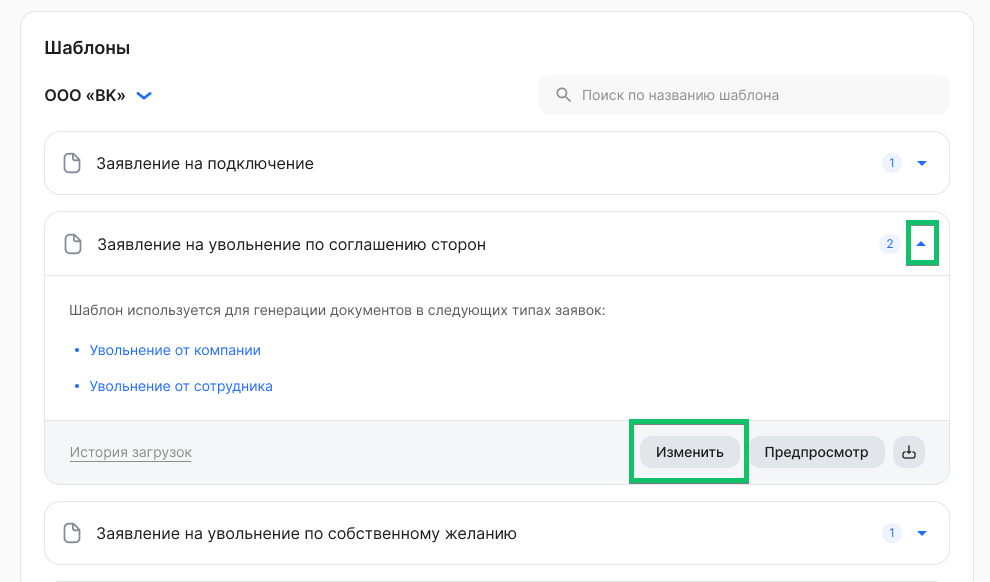 Шаблоны
ООО «ВК»
Поиск по названию шаблона
Заявление на подключение
1
Заявление на увольнение по соглашению сторон
2
Шаблон используется для генерации документов в следующих типах заявок:
• Увольнение от компании
• Увольнение от сотрудника
История загрузок
Изменить
Предпросмотр
Заявление на увольнение по собственному желанию
1